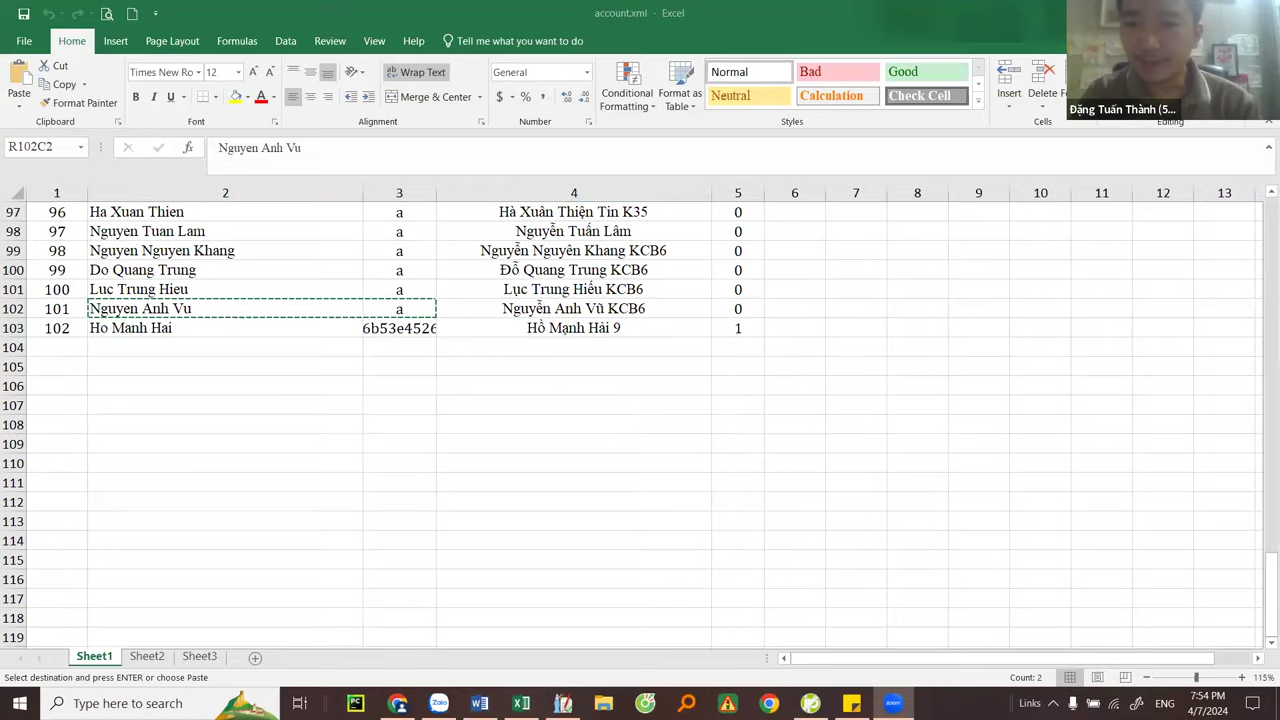 account.xml - Excel
File Home Insert Page Layout Formulas Data Review View Help Tell me what you want to do
Paste Cut Copy Format Painter
Times New Ro 12
B I U
Wrap Text
Merge & Center
General
$ % ,
Conditional Formatting
Format as Table
Normal Bad Good
Neutral Calculation Check Cell
Insert Delete
Đặng Tuấn Thành (5...
Clipboard Font Alignment Number Styles Cells Editing
R102C2 fx Nguyen Anh Vu
1 2 3 4 5 6 7 8 9 10 11 12 13
97 96 Ha Xuan Thien a Hà Xuân Thiện Tin K35 0
98 97 Nguyen Tuan Lam a Nguyễn Tuấn Lâm 0
99 98 Nguyen Nguyen Khang a Nguyễn Nguyên Khang KCB6 0
100 99 Do Quang Trung a Đỗ Quang Trung KCB6 0
101 100 Luc Trung Hieu a Lục Trung Hiếu KCB6 0
102 101 Nguyen Anh Vu a Nguyễn Anh Vũ KCB6 0
103 102 Ho Manh Hai 6b53e4526 Hồ Mạnh Hải 9 1
104
105
106
107
108
109
110
111
112
113
114
115
116
117
118
119
Sheet1 Sheet2 Sheet3
Select destination and press ENTER or choose Paste Count: 2 115%
Type here to search Links ENG 7:54 PM
4/7/2024